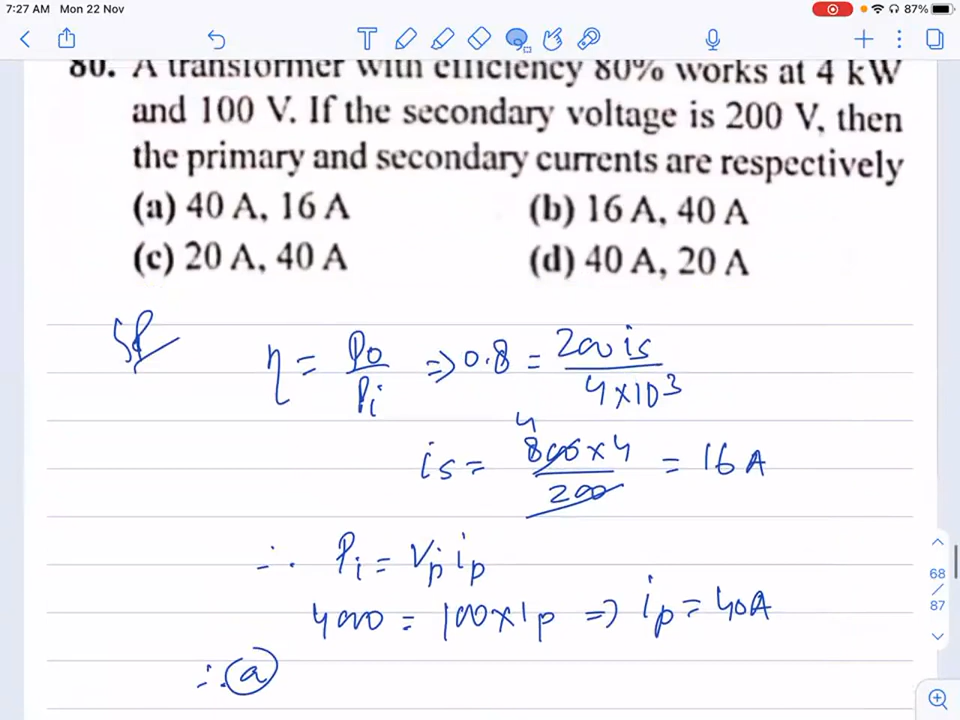 7:27 AM Mon 22 Nov 87%
80. A transformer with efficiency 80% works at 4 kW
and 100 V. If the secondary voltage is 200 V, then
the primary and secondary currents are respectively
(a) 40 A, 16 A (b) 16 A, 40 A
(c) 20 A, 40 A (d) 40 A, 20 A
η = Po/Pi ⇒ 0.8 = 200 is/4×10³
is = 800×4/200 = 16 A
4
∴ Pi = Vp ip
4000 = 100×ip ⇒ ip = 40A
∴ (a)
68
/
87